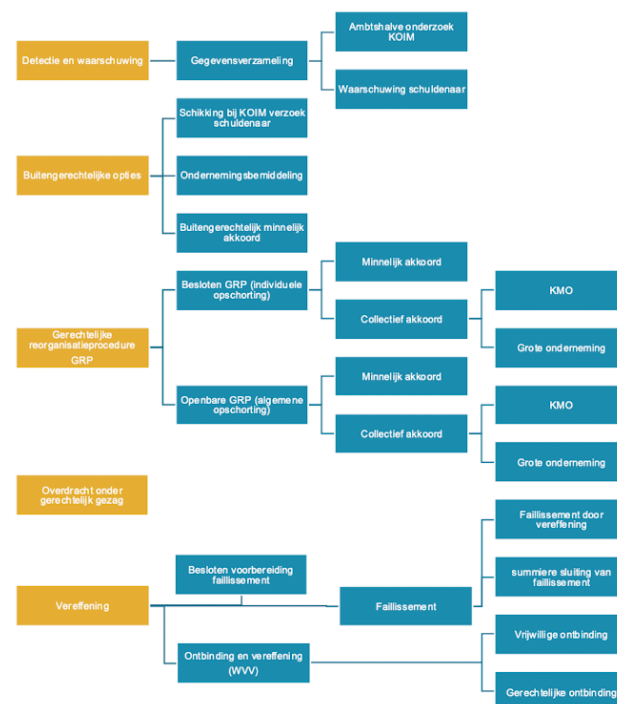 Detectie en waarschuwing
Gegevensverzameling
Ambtshalve onderzoek
KOIM
Waarschuwing schuldenaar
Buitengerechtelijke opties
Schikking bij KOIM verzoek
schuldenaar
Ondernemingsbemiddeling
Buitengerechtelijk minnelijk
akkoord
Gerechtelijke
reorganisatieprocedure
GRP
Besloten GRP (individuele
opschorting)
Minnelijk akkoord
Collectief akkoord
KMO
Grote onderneming
Openbare GRP (algemene
opschorting)
Minnelijk akkoord
Collectief akkoord
KMO
Grote onderneming
Overdracht onder
gerechtelijk gezag
Vereffening
Besloten voorbereiding
faillissement
Faillissement
Faillissement door
vereffening
summiere sluiting van
faillissement
Ontbinding en vereffening
(WVV)
Vrijwillige ontbinding
Gerechtelijke ontbinding